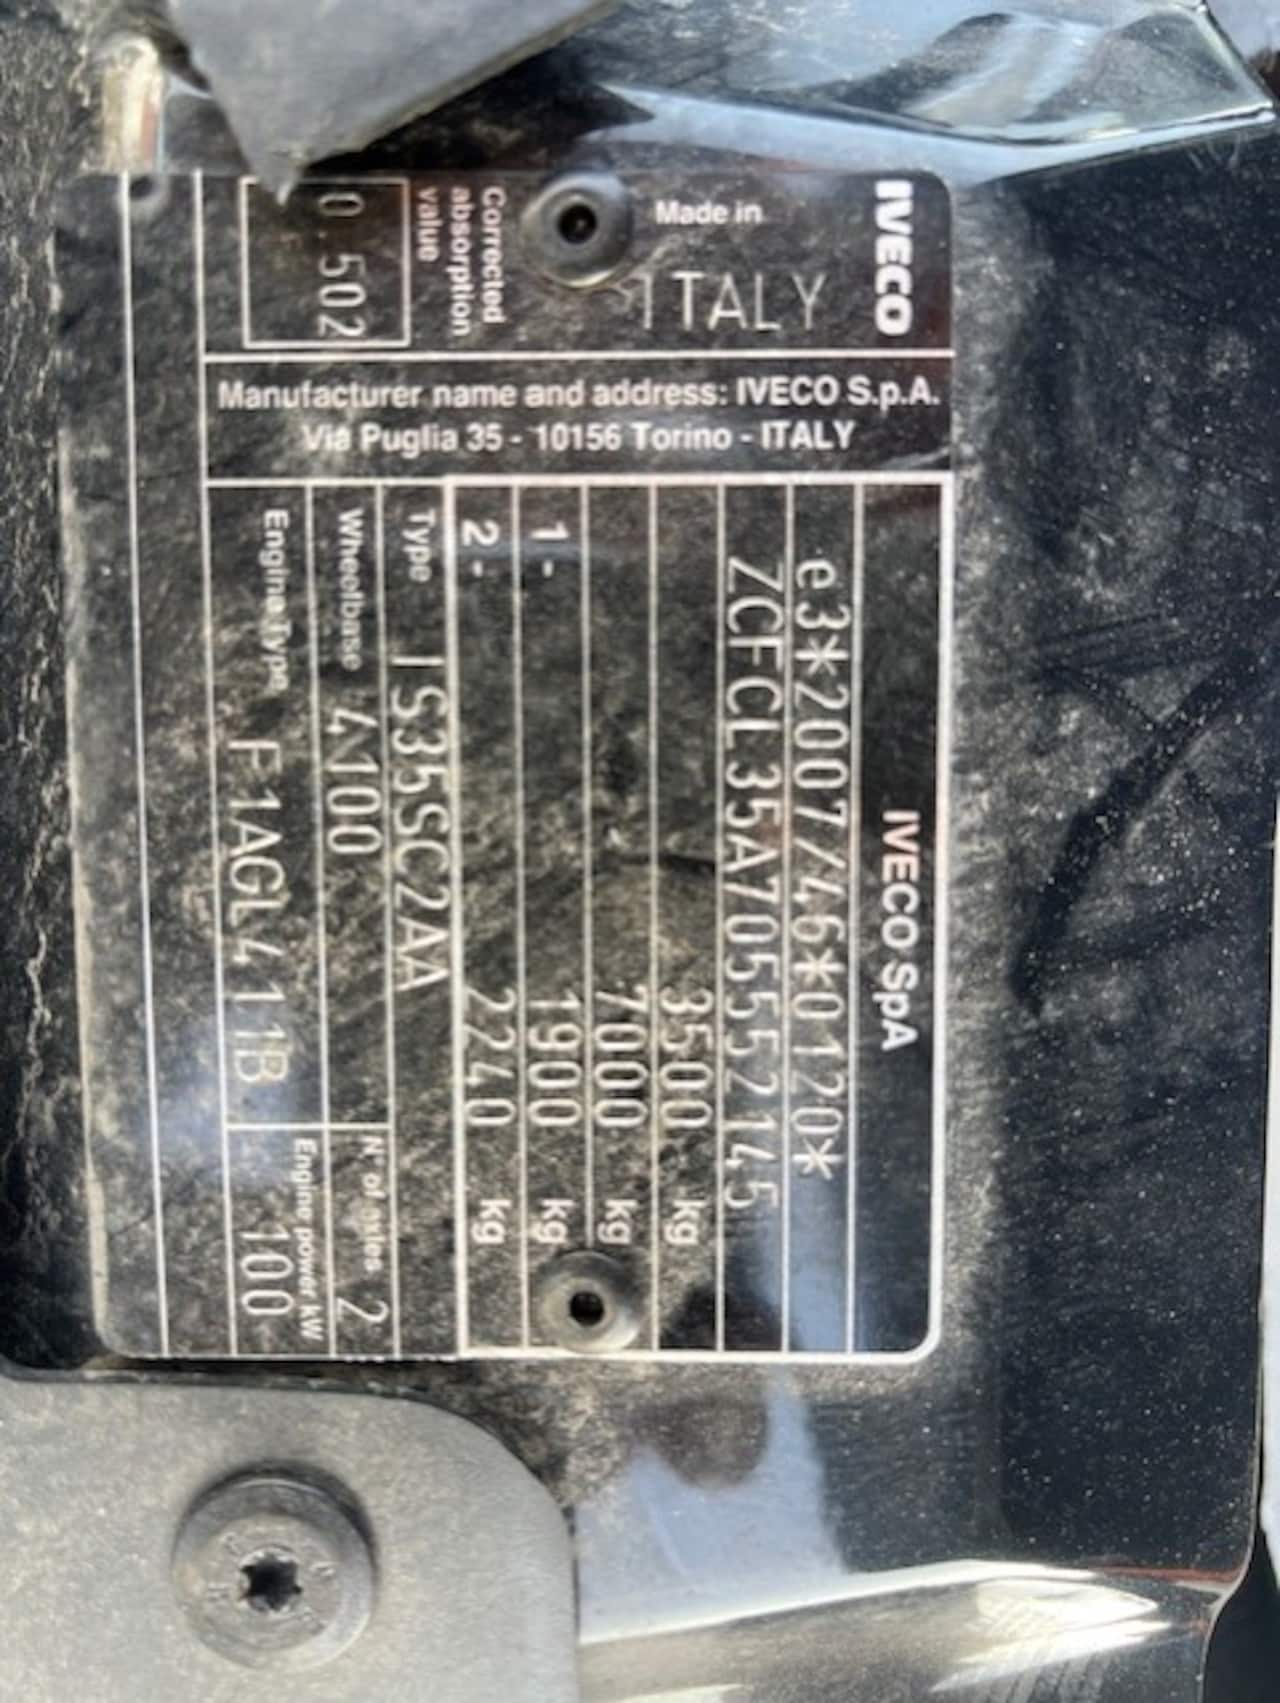 IVECO
Made in
ITALY
Corrected
absorption
value
0.502
Manufacturer name and address: IVECO S.p.A.
Via Puglia 35 - 10156 Torino - ITALY
IVECO SpA
e3*2007/46*0120*
ZCFCL35A705552145
3500 kg
7000 kg
1- 1900 kg
2- 2240 kg
Type IS35SC2AA
Wheelbase 4100 N° of axles 2
Engine Type F1AGL411B Engine power kW 100